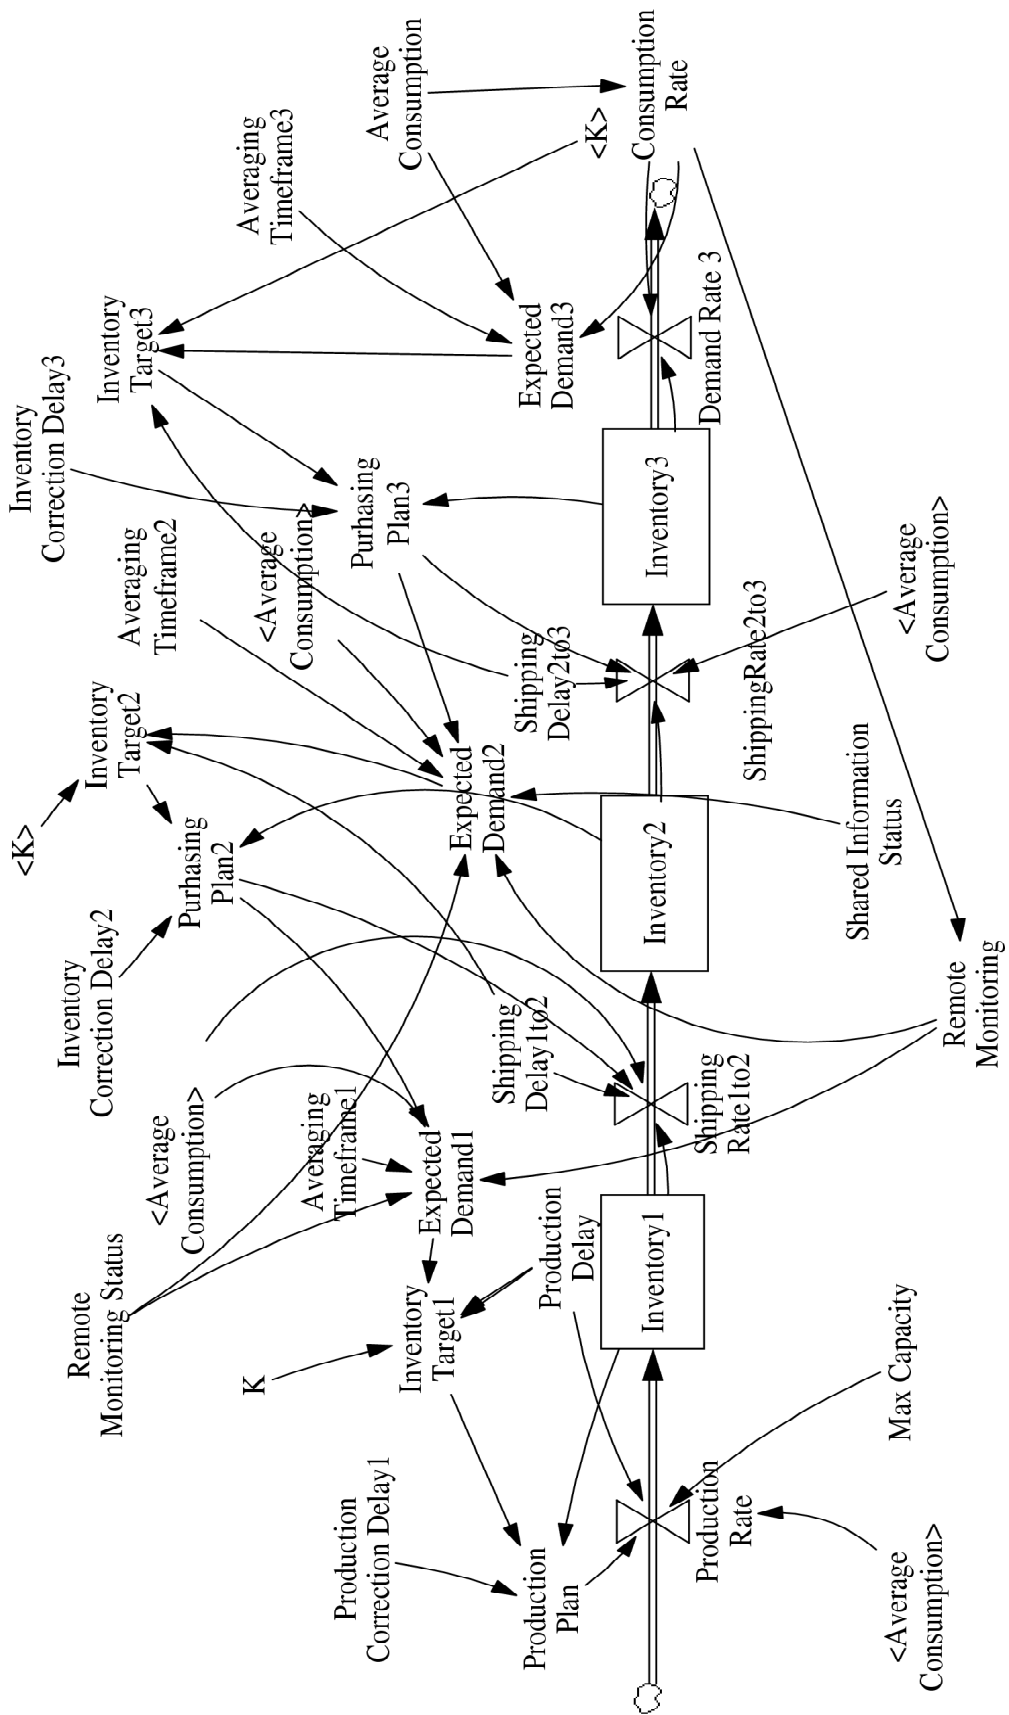 Inventory
Correction Delay3
Averaging
Timeframe3
Average
Consumption
Consumption
Rate
<K>
Inventory
Target3
Expected
Demand3
Demand Rate 3
Averaging
Timeframe2
<Average
Consumption>
Purhasing
Plan3
Inventory3
<Average
Consumption>
Shipping
Delay2to3
ShippingRate2to3
<K>
Inventory
Target2
Purhasing
Plan2
Inventory
Correction Delay2
Expected
Demand2
Inventory2
Shared Information
Status
Remote
Monitoring
Shipping
Delay1to2
Shipping
Rate1to2
<Average
Consumption>
Averaging
Timeframe1
Expected
Demand1
Remote
Monitoring Status
K
Inventory
Target1
Production
Delay
Inventory1
Max Capacity
Production
Correction Delay1
Production
Plan
Production
Rate
<Average
Consumption>